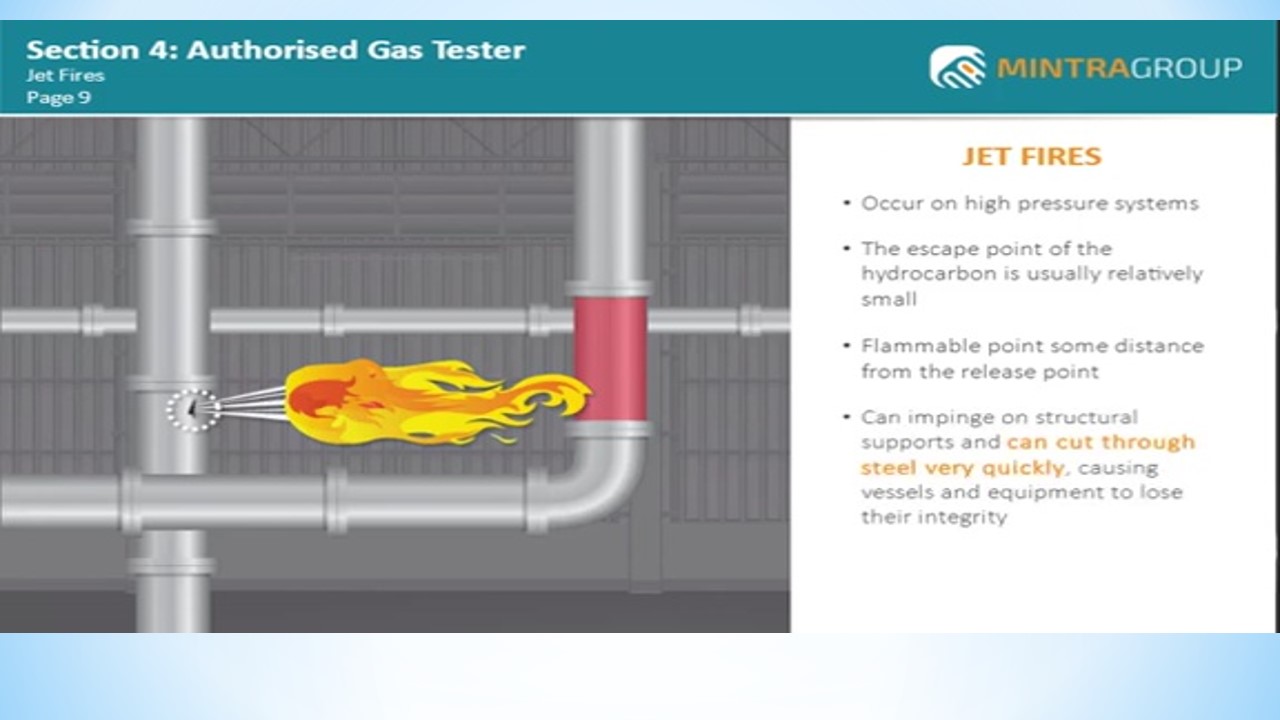 Section 4: Authorised Gas Tester
Jet Fires
Page 9
MINTRAGROUP
JET FIRES
• Occur on high pressure systems
• The escape point of the
hydrocarbon is usually relatively
small
• Flammable point some distance
from the release point
• Can impinge on structural
supports and can cut through
steel very quickly, causing
vessels and equipment to lose
their integrity